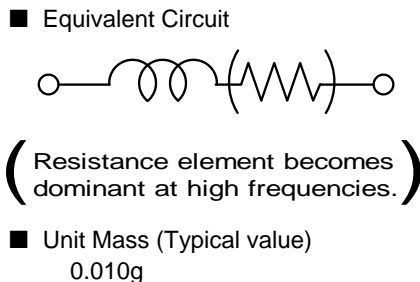 ■ Equivalent Circuit
(Resistance element becomes
dominant at high frequencies.)
■ Unit Mass (Typical value)
0.010g